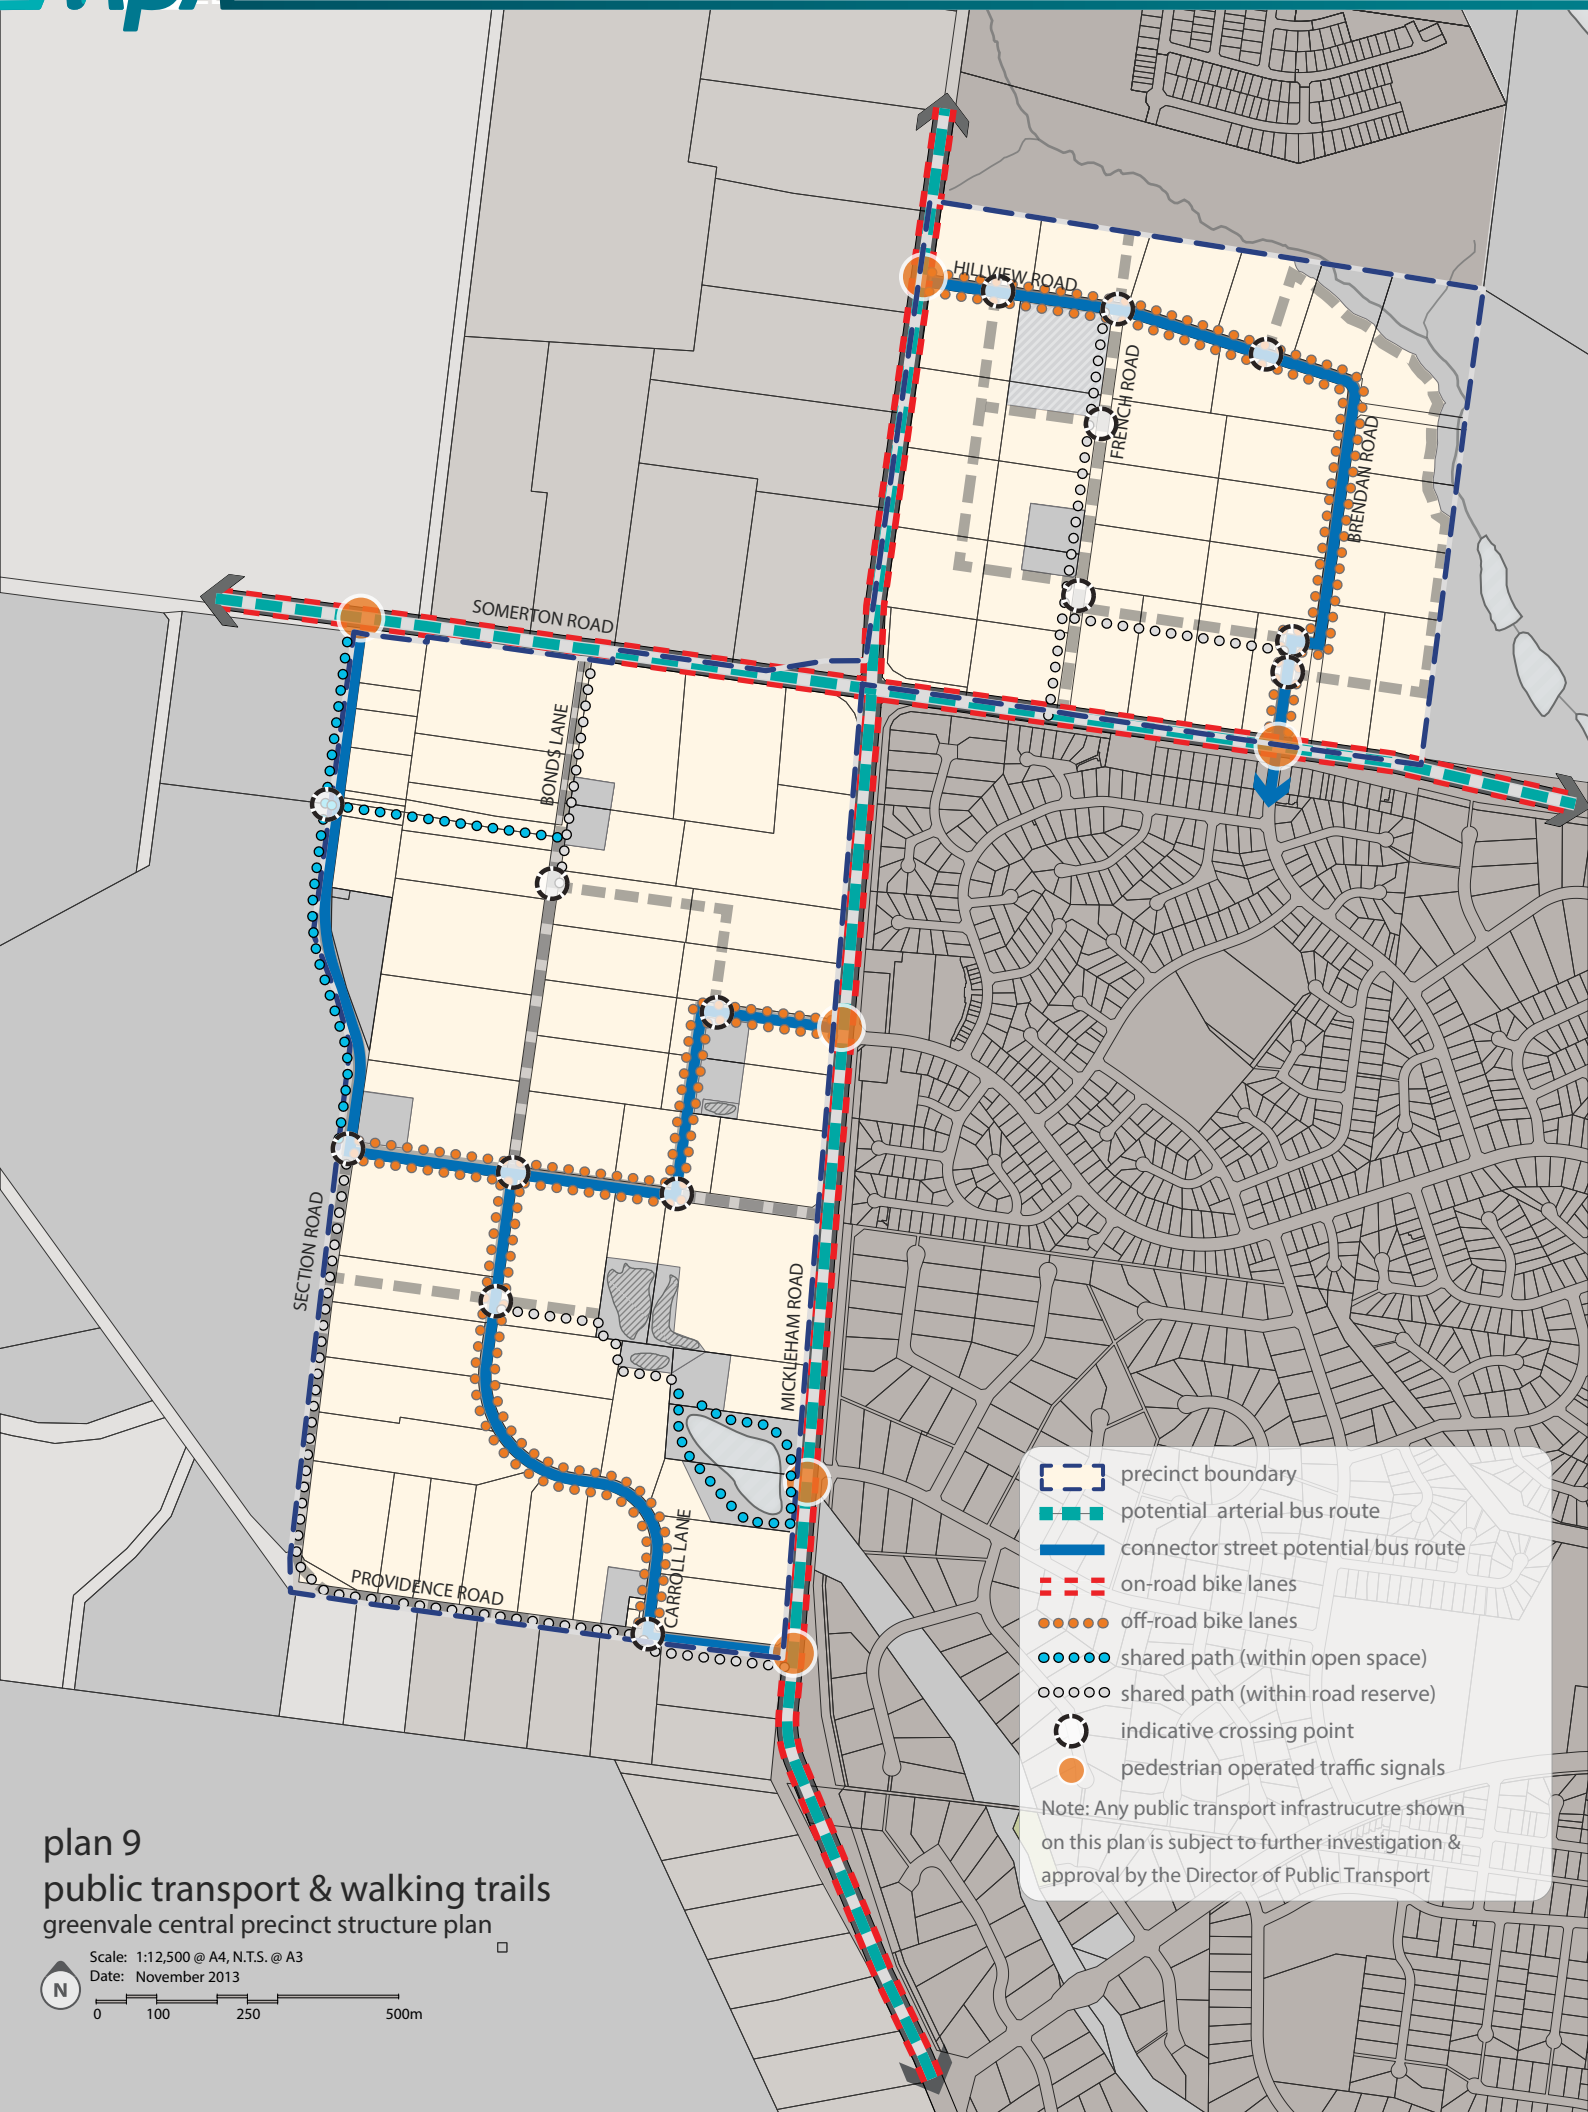 HILLVIEW ROAD
FRENCH ROAD
BRENDAN ROAD
SOMERTON ROAD
BONDS LANE
SECTION ROAD
MICKLEHAM ROAD
CARROLL LANE
PROVIDENCE ROAD
precinct boundary
potential arterial bus route
connector street potential bus route
on-road bike lanes
off-road bike lanes
shared path (within open space)
shared path (within road reserve)
indicative crossing point
pedestrian operated traffic signals
Note: Any public transport infrastrucutre shown
on this plan is subject to further investigation &
approval by the Director of Public Transport
plan 9
public transport & walking trails
greenvale central precinct structure plan
Scale: 1:12,500 @ A4, N.T.S. @ A3
Date: November 2013
N
0 100 250 500m